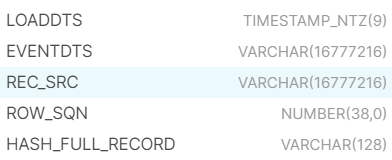 LOADDTS TIMESTAMP_NTZ(9)
EVENTDTS VARCHAR(16777216)
REC_SRC VARCHAR(16777216)
ROW_SQN NUMBER(38,0)
HASH_FULL_RECORD VARCHAR(128)